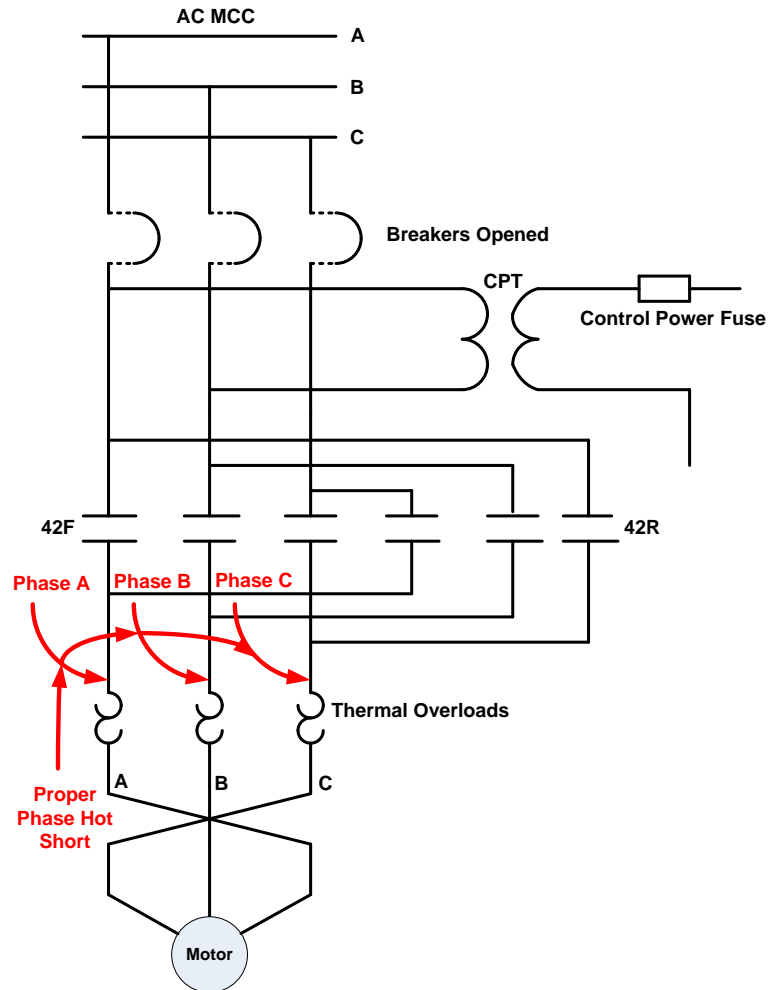 AC MCC
A
B
C
Breakers Opened
CPT
Control Power Fuse
42F
42R
Phase A
Phase B
Phase C
Thermal Overloads
A
B
C
Proper
Phase Hot
Short
Motor